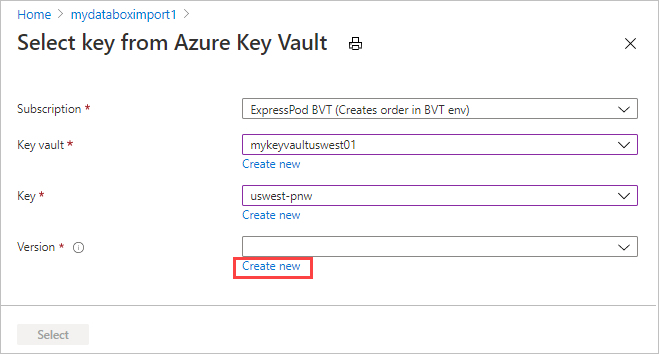 Home > mydataboximport1 >
Select key from Azure Key Vault
Subscription * ExpressPod BVT (Creates order in BVT env)
Key vault * mykeyvaultuswest01
Create new
Key * uswest-pnw
Create new
Version *
Create new
Select